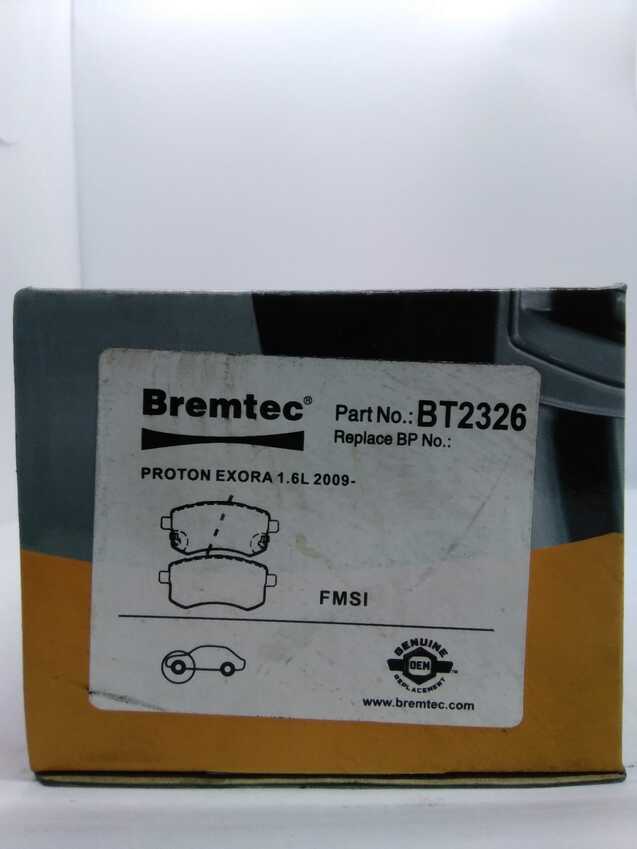 Bremtec®
Part No.: BT2326
Replace BP No.:
PROTON EXORA 1.6L 2009-
FMSI
GENUINE
OEM
REPLACEMENT
TM
www.bremtec.com